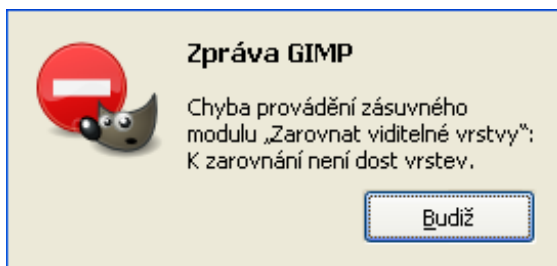 Zpráva GIMP
Chyba provádění zásuvného
modulu „Zarovnat viditelné vrstvy“:
K zarovnání není dost vrstev.
Budiž